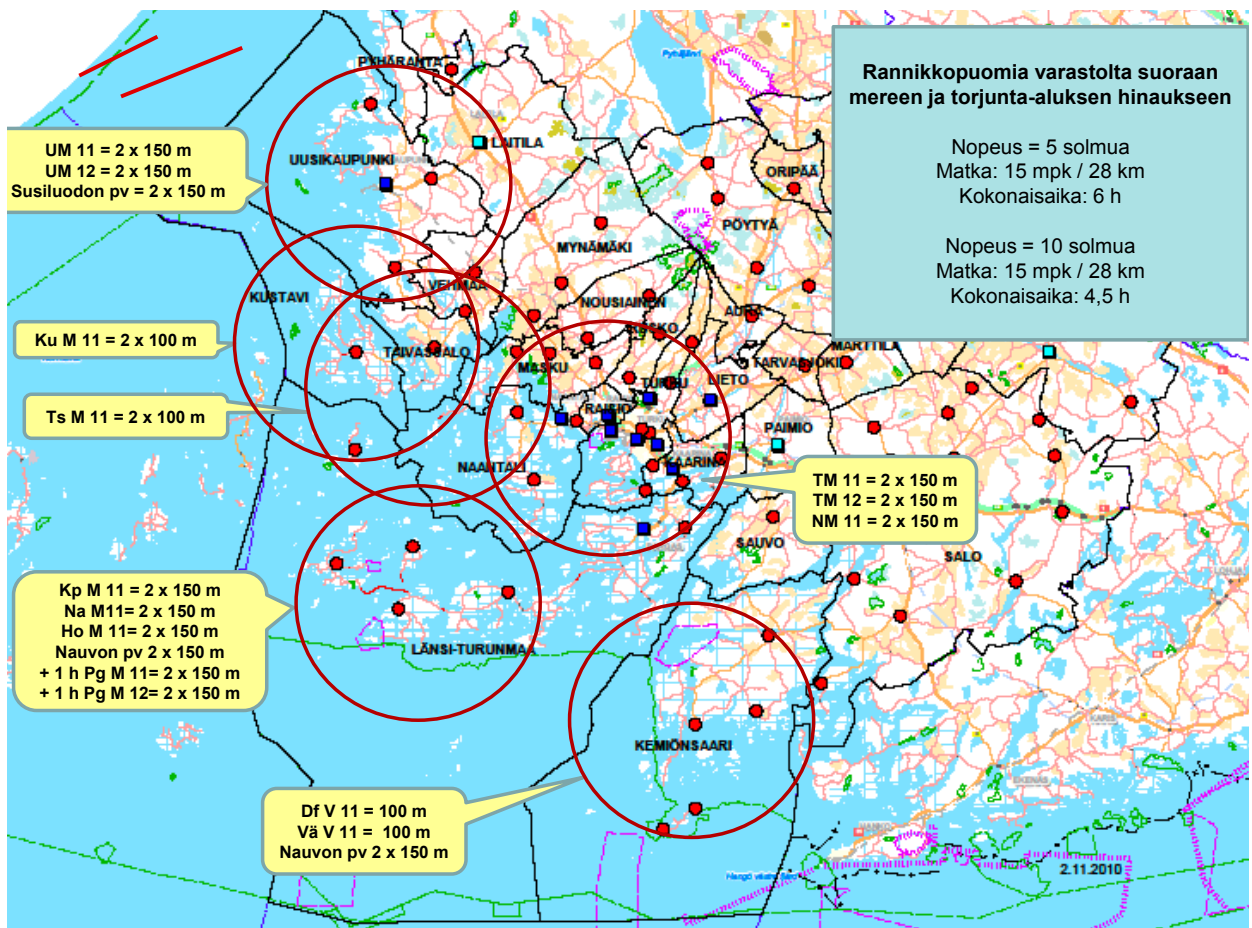 Rannikkopuomia varastolta suoraan
mereen ja torjunta-aluksen hinaukseen
Nopeus = 5 solmua
Matka: 15 mpk / 28 km
Kokonaisaika: 6 h
Nopeus = 10 solmua
Matka: 15 mpk / 28 km
Kokonaisaika: 4,5 h
UM 11 = 2 x 150 m
UM 12 = 2 x 150 m
Susiluodon pv = 2 x 150 m
Ku M 11 = 2 x 100 m
Ts M 11 = 2 x 100 m
Kp M 11 = 2 x 150 m
Na M11= 2 x 150 m
Ho M 11= 2 x 150 m
Nauvon pv 2 x 150 m
+ 1 h Pg M 11= 2 x 150 m
+ 1 h Pg M 12= 2 x 150 m
Df V 11 = 100 m
Vä V 11 = 100 m
Nauvon pv 2 x 150 m
TM 11 = 2 x 150 m
TM 12 = 2 x 150 m
NM 11 = 2 x 150 m
PYHÄRANTA
LAITILA
UUSIKAUPUNKI
ORIPÄÄ
PÖYTYÄ
MYNÄMÄKI
KUSTAVI
VEHMAA
NOUSIAINEN
AURA
RUSKO
TAIVASSALO
MASKU
MARTTILA
TARVASJOKI
LIETO
TURKU
RAISIO
PAIMIO
NAANTALI
KAARINA
SAUVO
SALO
LÄNSI-TURUNMAA
KEMIÖNSAARI
KARIS
EKENÄS
HANKO
2.11.2010